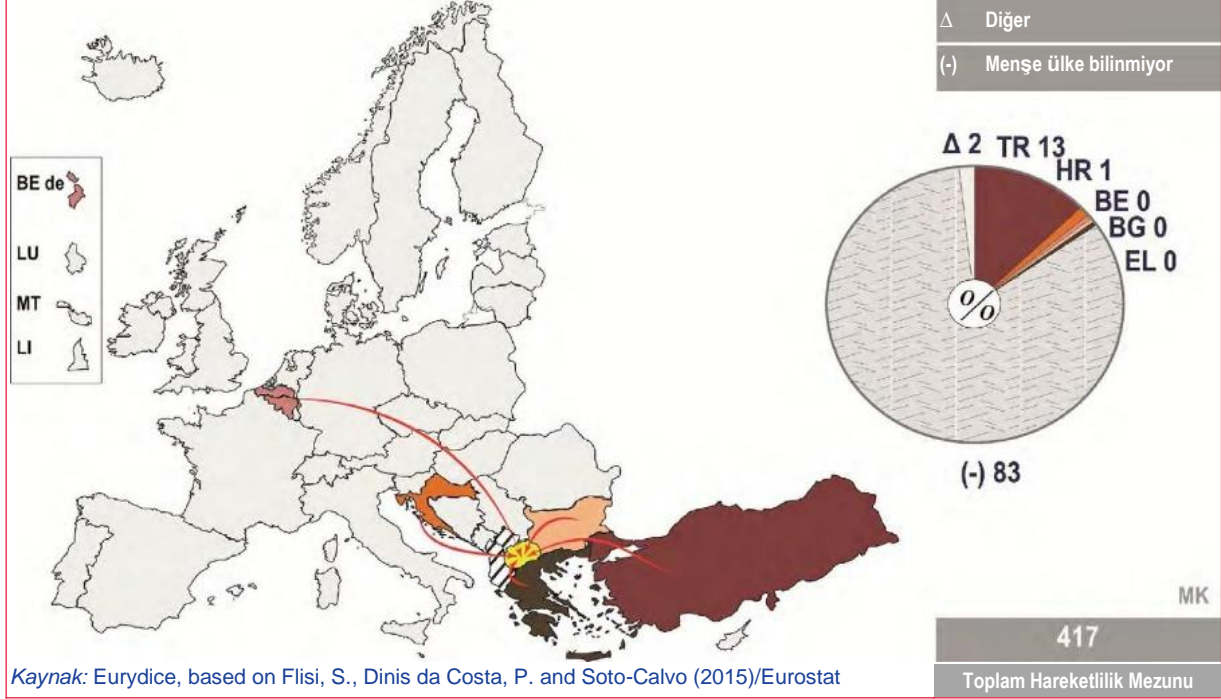 Δ Diğer
(-) Menşe ülke bilinmiyor
BE de
LU
MT
LI
Δ 2 TR 13
HR 1
BE 0
BG 0
EL 0
%
(-) 83
MK
417
Toplam Hareketlilik Mezunu
Kaynak: Eurydice, based on Flisi, S., Dinis da Costa, P. and Soto-Calvo (2015)/Eurostat